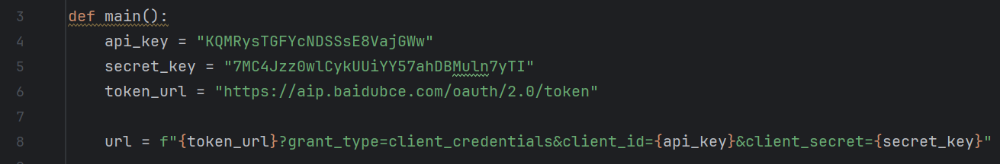 3 def main():
4 api_key = "KQMRysTGFYcNDSSsE8VajGWw"
5 secret_key = "7MC4Jzz0wlCykUUiYY57ahDBMuln7yTI"
6 token_url = "https://aip.baidubce.com/oauth/2.0/token"
7
8 url = f"{token_url}?grant_type=client_credentials&client_id={api_key}&client_secret={secret_key}"